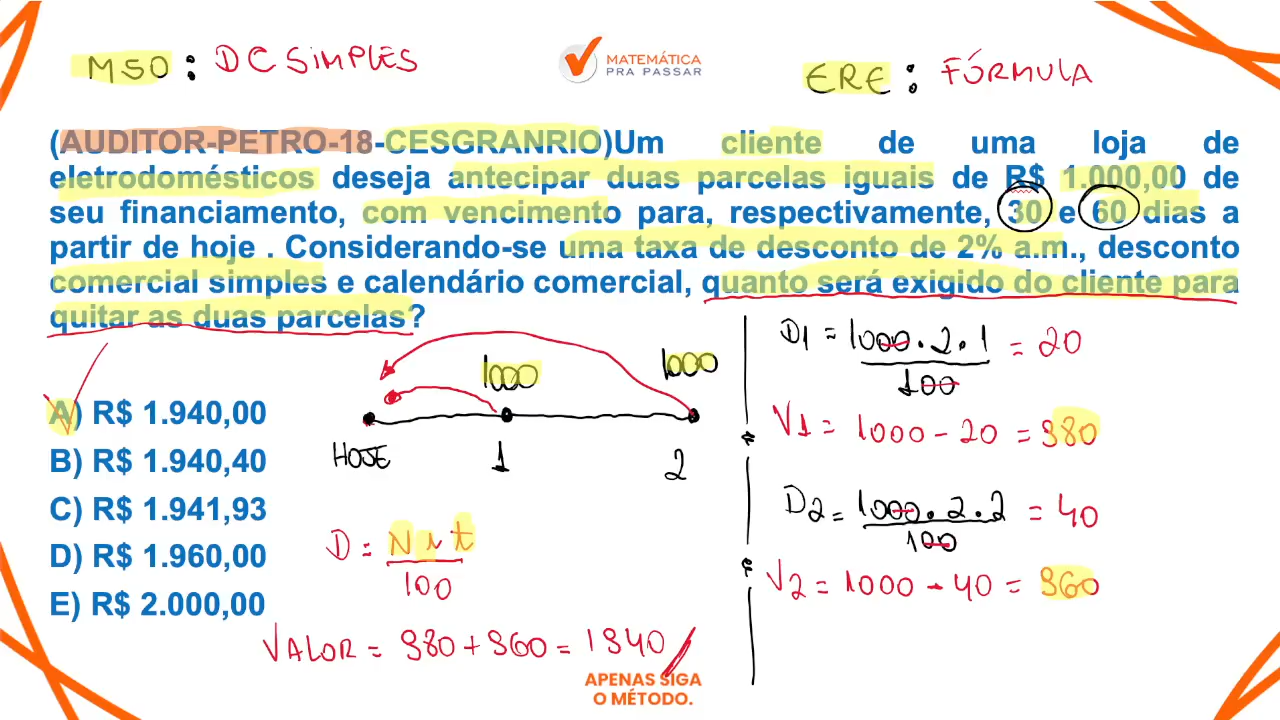 M50 : DC SIMPLES
MATEMÁTICA
PRA PASSAR
ERE : FÓRMULA
(AUDITOR-PETRO-18-CESGRANRIO)Um cliente de uma loja de
eletrodomésticos deseja antecipar duas parcelas iguais de R$ 1.000,00 de
seu financiamento, com vencimento para, respectivamente, 30 e 60 dias a
partir de hoje . Considerando-se uma taxa de desconto de 2% a.m., desconto
comercial simples e calendário comercial, quanto será exigido do cliente para
quitar as duas parcelas?
A) R$ 1.940,00
B) R$ 1.940,40
C) R$ 1.941,93
D) R$ 1.960,00
E) R$ 2.000,00
1000 1000
HOJE 1 2
D = N i t
100
D1 = 1000 . 2 . 1 = 20
100
V1 = 1000 - 20 = 980
D2 = 1000 . 2 . 2 = 40
100
V2 = 1000 - 40 = 960
VALOR = 980 + 960 = 1940
APENAS SIGA
O MÉTODO.